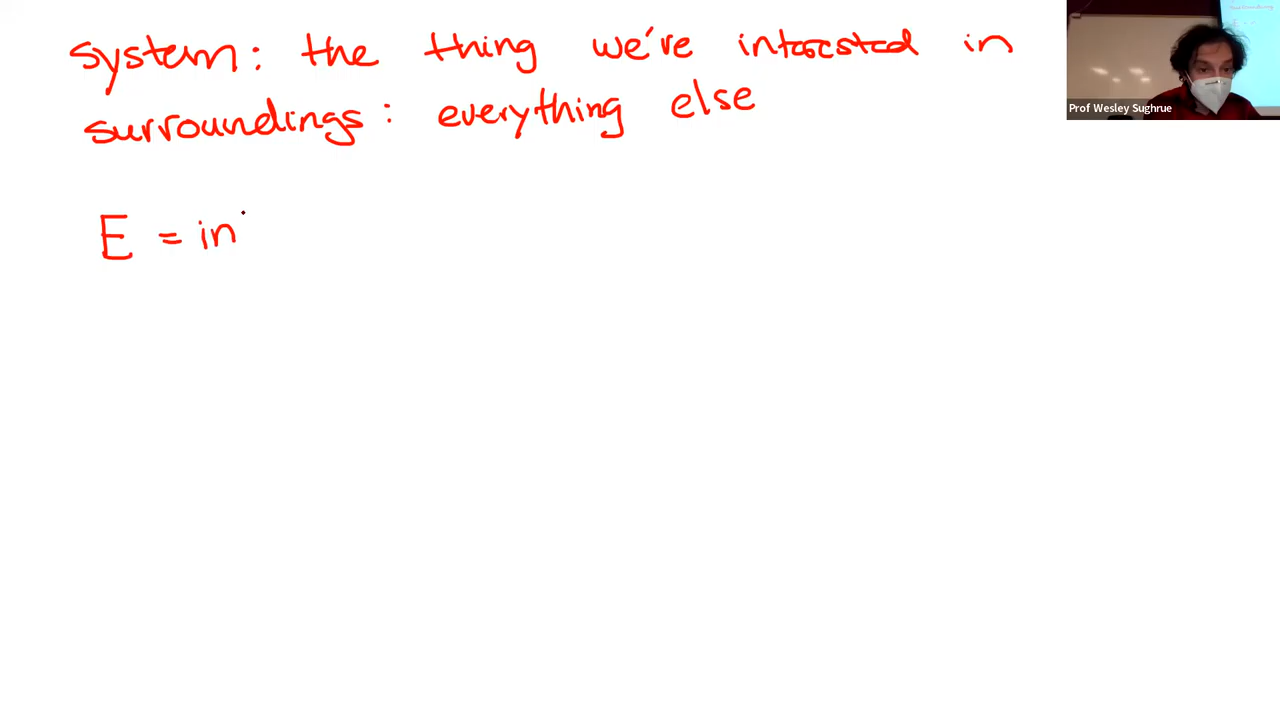 system: the thing we're interested in
surroundings: everything else
E = in
Prof Wesley Sughrue